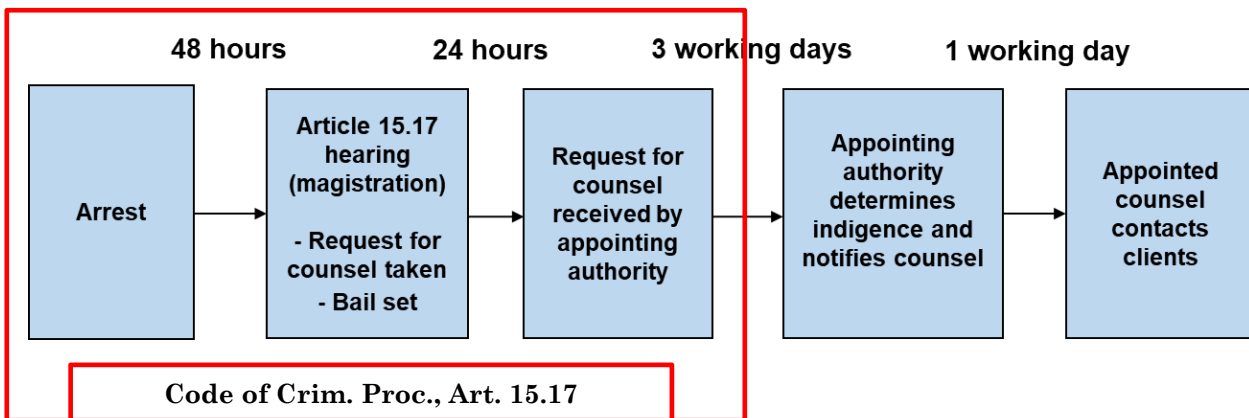 48 hours
24 hours
3 working days
1 working day
Arrest
Article 15.17
hearing
(magistration)
- Request for
counsel taken
- Bail set
Request for
counsel
received by
appointing
authority
Appointing
authority
determines
indigence and
notifies counsel
Appointed
counsel
contacts
clients
Code of Crim. Proc., Art. 15.17